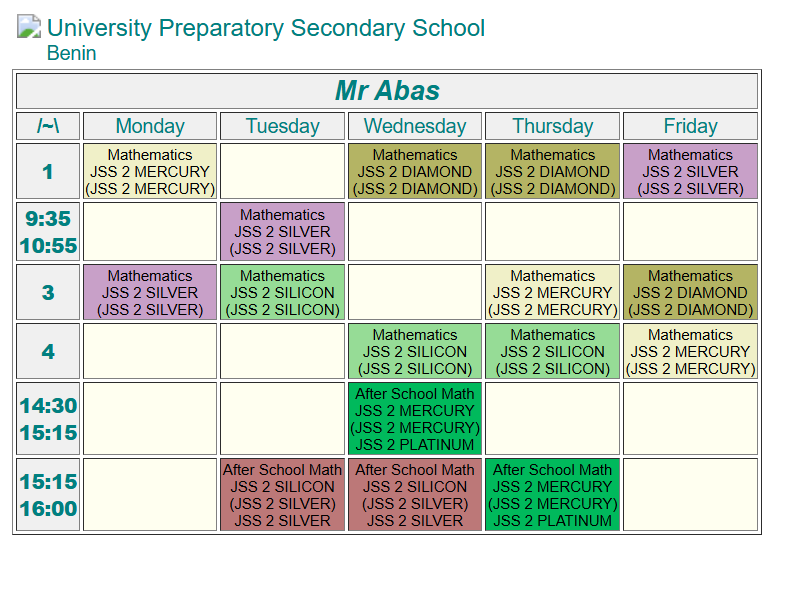 University Preparatory Secondary School
Benin
Mr Abas
/~\ Monday Tuesday Wednesday Thursday Friday
1
Mathematics
JSS 2 MERCURY
(JSS 2 MERCURY)
Mathematics
JSS 2 DIAMOND
(JSS 2 DIAMOND)
Mathematics
JSS 2 DIAMOND
(JSS 2 DIAMOND)
Mathematics
JSS 2 SILVER
(JSS 2 SILVER)
9:35
10:55
Mathematics
JSS 2 SILVER
(JSS 2 SILVER)
3
Mathematics
JSS 2 SILVER
(JSS 2 SILVER)
Mathematics
JSS 2 SILICON
(JSS 2 SILICON)
Mathematics
JSS 2 MERCURY
(JSS 2 MERCURY)
Mathematics
JSS 2 DIAMOND
(JSS 2 DIAMOND)
4
Mathematics
JSS 2 SILICON
(JSS 2 SILICON)
Mathematics
JSS 2 SILICON
(JSS 2 SILICON)
Mathematics
JSS 2 MERCURY
(JSS 2 MERCURY)
14:30
15:15
After School Math
JSS 2 MERCURY
(JSS 2 MERCURY)
JSS 2 PLATINUM
15:15
16:00
After School Math
JSS 2 SILICON
(JSS 2 SILVER)
JSS 2 SILVER
After School Math
JSS 2 SILICON
(JSS 2 SILVER)
JSS 2 SILVER
After School Math
JSS 2 MERCURY
(JSS 2 MERCURY)
JSS 2 PLATINUM